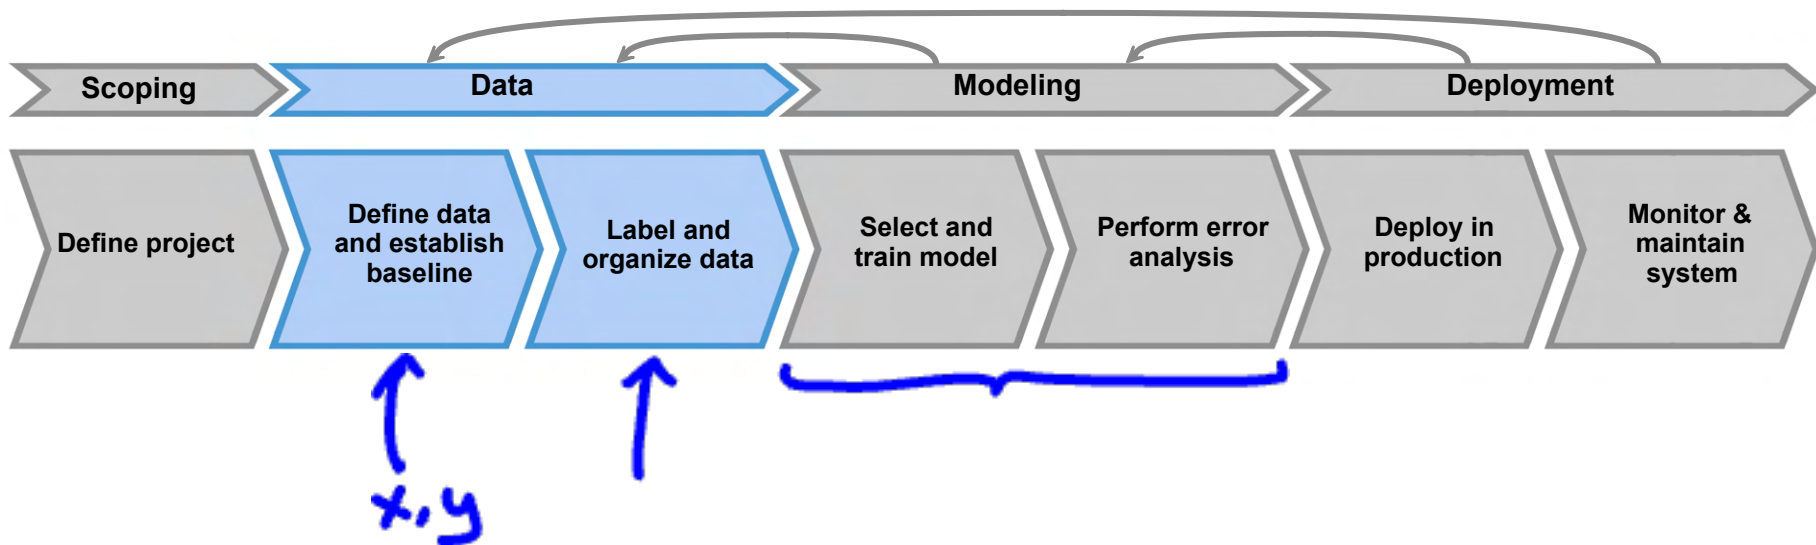 Scoping
Data
Modeling
Deployment
Define project
Define data
and establish
baseline
Label and
organize data
Select and
train model
Perform error
analysis
Deploy in
production
Monitor &
maintain
system
x,y